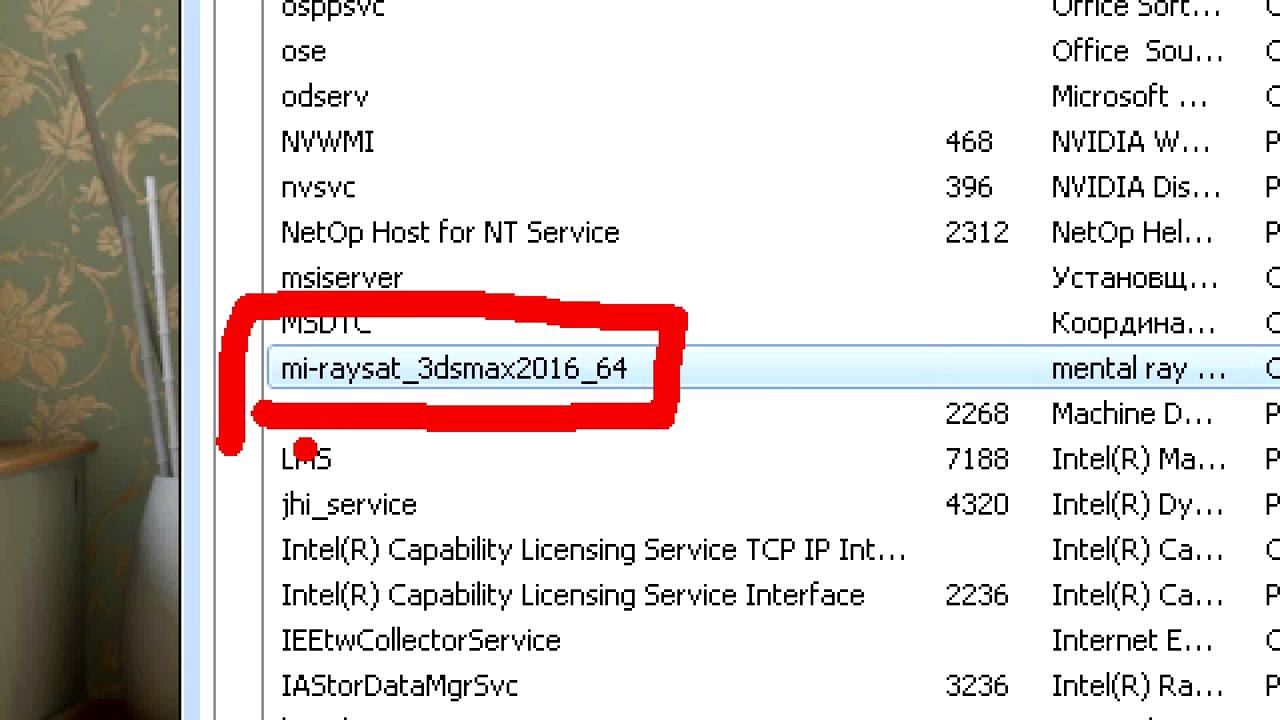 osppsvc Office Soft...
ose Office Sou...
odserv Microsoft ...
NVWMI 468 NVIDIA W... P
nvsvc 396 NVIDIA Dis... P
NetOp Host for NT Service 2312 NetOp Hel... P
msiserver Установщ...
MSDTC Координа...
mi-raysat_3dsmax2016_64 mental ray ...
2268 Machine D... P
LMS 7188 Intel(R) Ma... P
jhi_service 4320 Intel(R) Dy... P
Intel(R) Capability Licensing Service TCP IP Int... Intel(R) Ca...
Intel(R) Capability Licensing Service Interface 2236 Intel(R) Ca... P
IEEtwCollectorService Internet E...
IAStorDataMgrSvc 3236 Intel(R) Ra... P